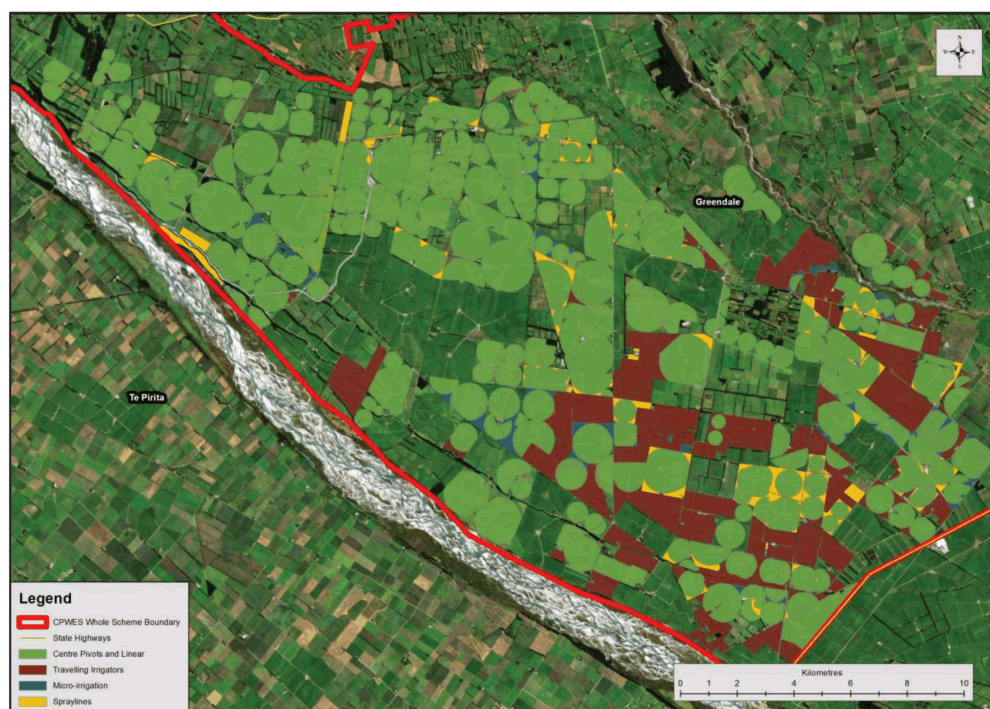 N
W E
S
Greendale
Te Pirita
Legend
CPWES Whole Scheme Boundary
State Highways
Centre Pivots and Linear
Travelling Irrigators
Micro-irrigation
Spraylines
Kilometres
0 1 2 4 6 8 10